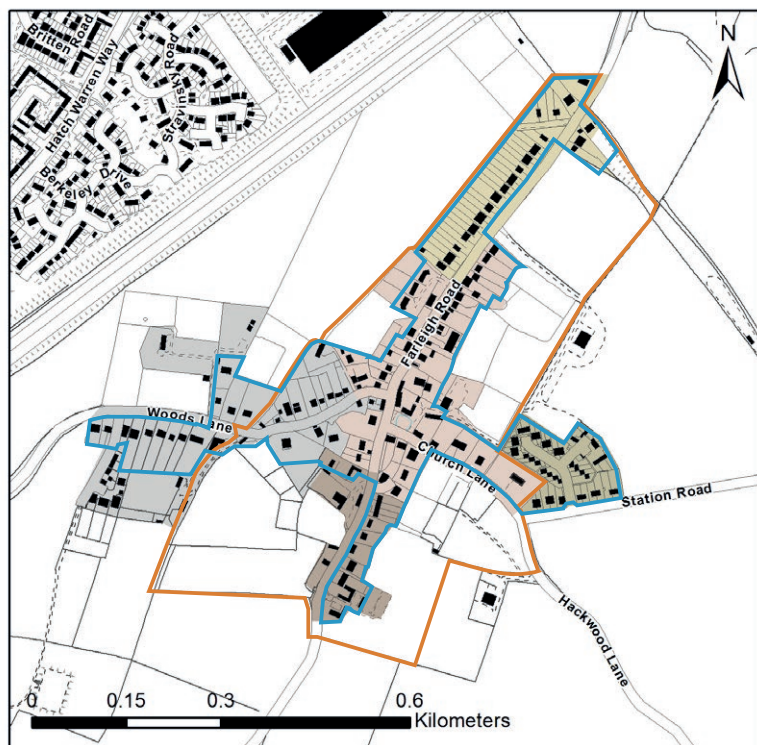 Britten Road
Hatch Warren Way
Stravinsky Road
Berkeley Drive
N
Farleigh Road
Woods Lane
Church Lane
Station Road
Hackwood Lane
0 0.15 0.3 0.6
Kilometers